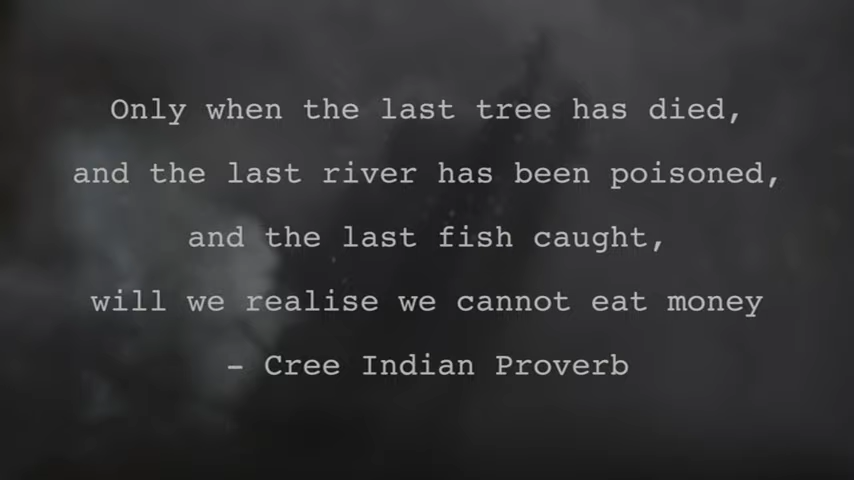 Only when the last tree has died,
and the last river has been poisoned,
and the last fish caught,
will we realise we cannot eat money
- Cree Indian Proverb